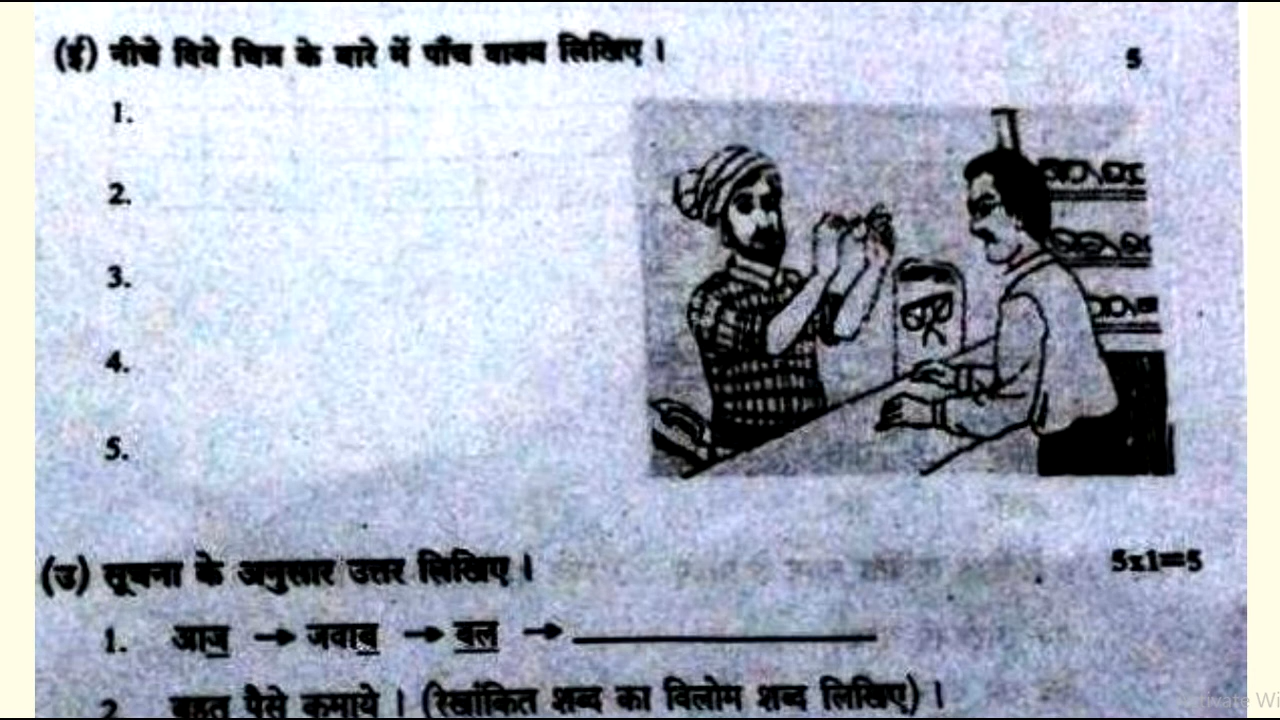 (ई) नीचे दिये चित्र के बारे में पाँच वाक्य लिखिए ।
5
1.
2.
3.
4.
5.
(उ) सूचना के अनुसार उत्तर लिखिए ।
5x1=5
1. आज → जवाब → बल →
2. बहुत पैसे कमाये । (रेखांकित शब्द का विलोम शब्द लिखिए) ।